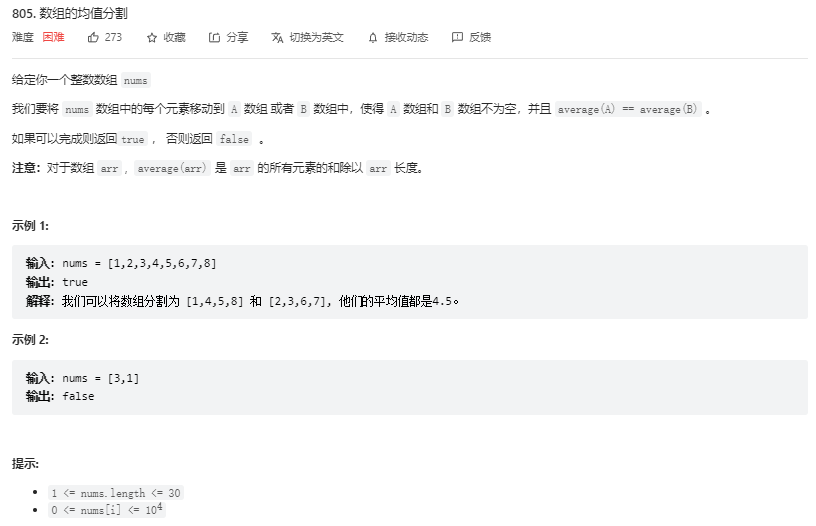 805. 数组的均值分割
难度 困难 273 收藏 分享 切换为英文 接收动态 反馈
给定你一个整数数组 nums
我们要将 nums 数组中的每个元素移动到 A 数组 或者 B 数组中，使得 A 数组和 B 数组不为空，并且 average(A) == average(B) 。
如果可以完成则返回true ， 否则返回 false 。
注意：对于数组 arr , average(arr) 是 arr 的所有元素的和除以 arr 长度。
示例 1:
输入: nums = [1,2,3,4,5,6,7,8]
输出: true
解释: 我们可以将数组分割为 [1,4,5,8] 和 [2,3,6,7], 他们的平均值都是4.5。
示例 2:
输入: nums = [3,1]
输出: false
提示:
• 1 <= nums.length <= 30
• 0 <= nums[i] <= 10⁴